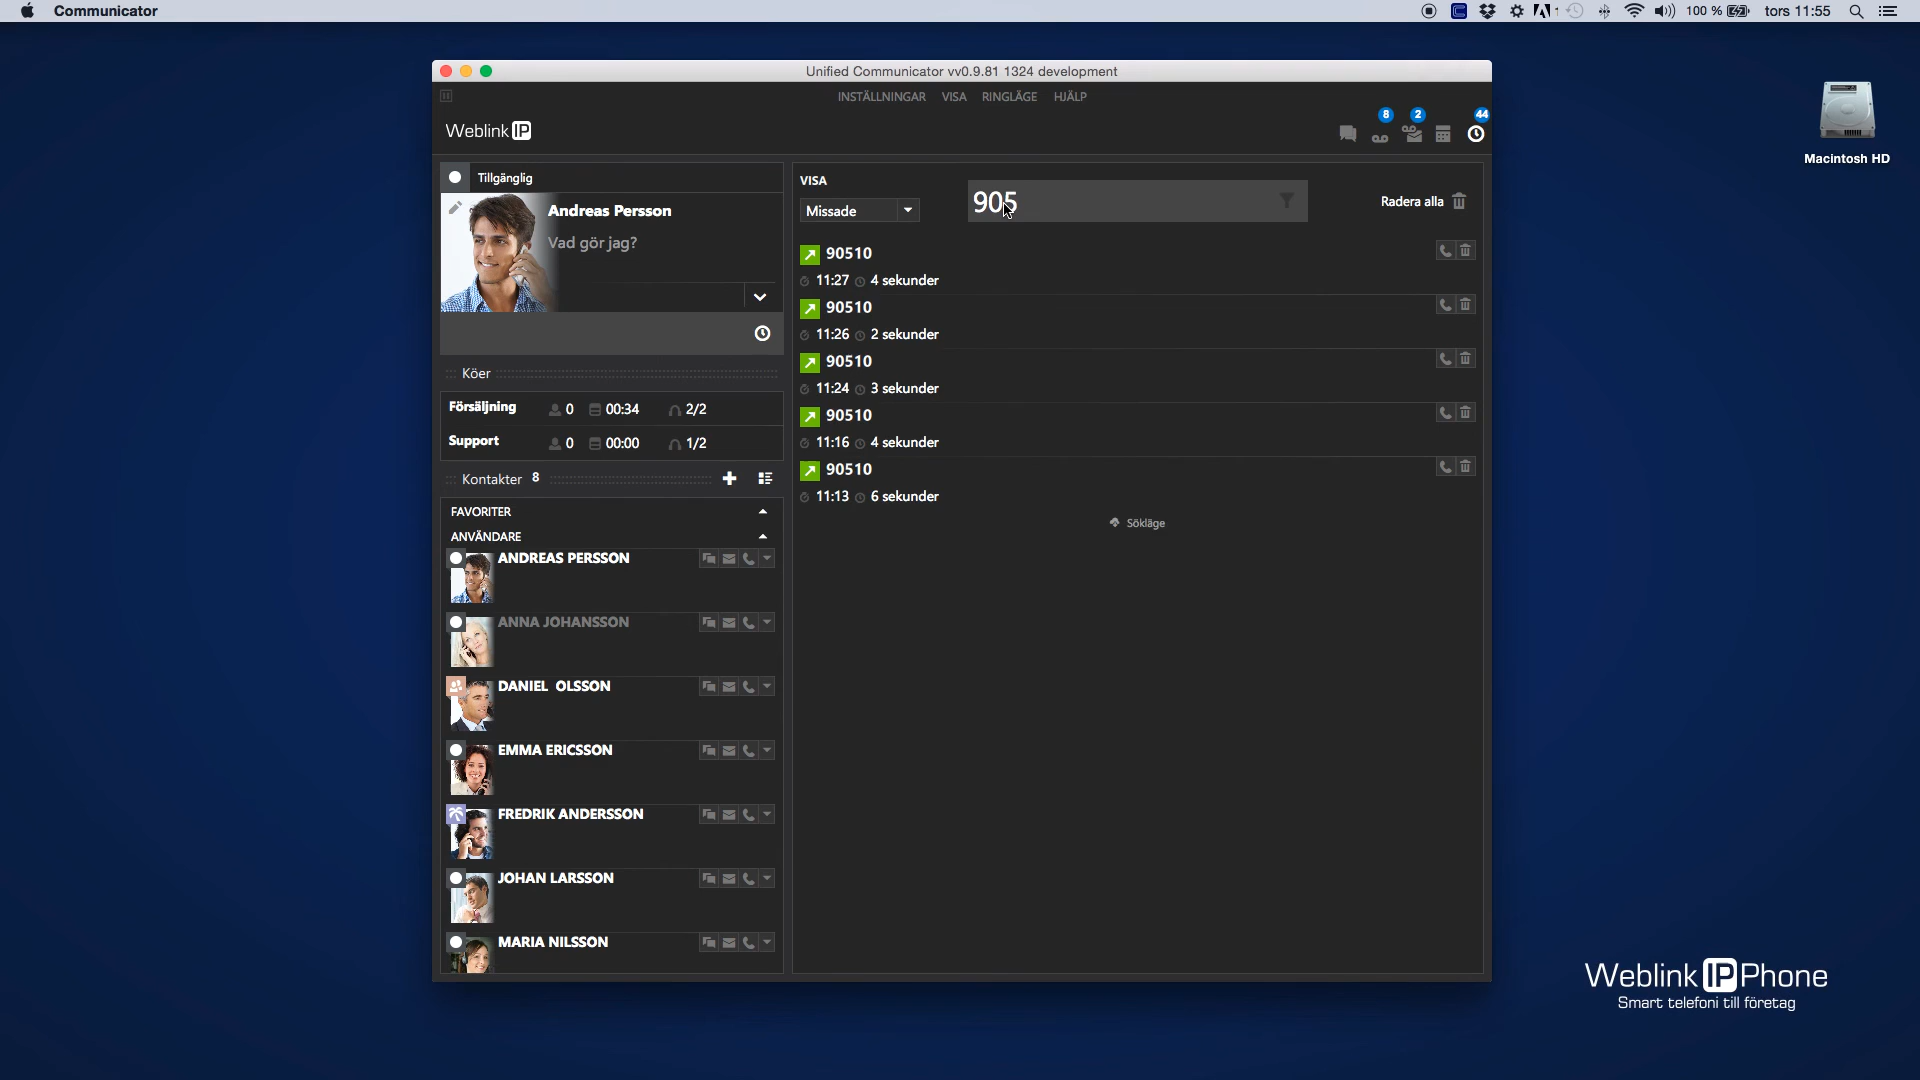 Communicator
100 %
tors 11:55
Unified Communicator vv0.9.81 1324 development
INSTÄLLNINGAR VISA RINGLÄGE HJÄLP
Weblink IP
8 2 44
Macintosh HD
Tillgänglig
Andreas Persson
Vad gör jag?
Köer
Försäljning 0 00:34 2/2
Support 0 00:00 1/2
Kontakter 8
FAVORITER
ANVÄNDARE
ANDREAS PERSSON
ANNA JOHANSSON
DANIEL OLSSON
EMMA ERICSSON
FREDRIK ANDERSSON
JOHAN LARSSON
MARIA NILSSON
VISA
Missade
905
Radera alla
90510
11:27 4 sekunder
90510
11:26 2 sekunder
90510
11:24 3 sekunder
90510
11:16 4 sekunder
90510
11:13 6 sekunder
Sökläge
Weblink IP Phone
Smart telefoni till företag